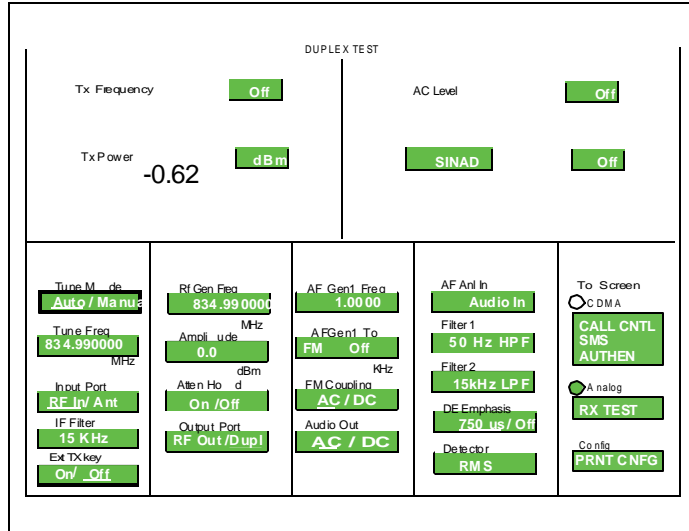 DUPLEX TEST
Tx Frequency
Off
AC Level
Off
Tx Power
-0.62
dBm
SINAD
Off
Tune M de
Auto / Manua
Tune Freq
834.990000
MHz
Input Port
RF In/ Ant
IF Filter
15 KHz
Ext TX key
On/ Off
Rf Gen Freq
834.990000
MHz
Ampli ude
0.0
dBm
Atten Ho d
On /Off
Output Port
RF Out /Dupl
AF Gen1 Freq
1.0000
AFGen1 To
FM Off
KHz
FM Coupling
AC / DC
Audio Out
AC / DC
AF Anl In
Audio In
Filter 1
50 Hz HPF
Filter 2
15kHz LPF
DE Emphasis
750 us/ Off
Detector
RMS
To Screen
CDMA
CALL CNTL
SMS
AUTHEN
Analog
RX TEST
Config
PRNT CNFG